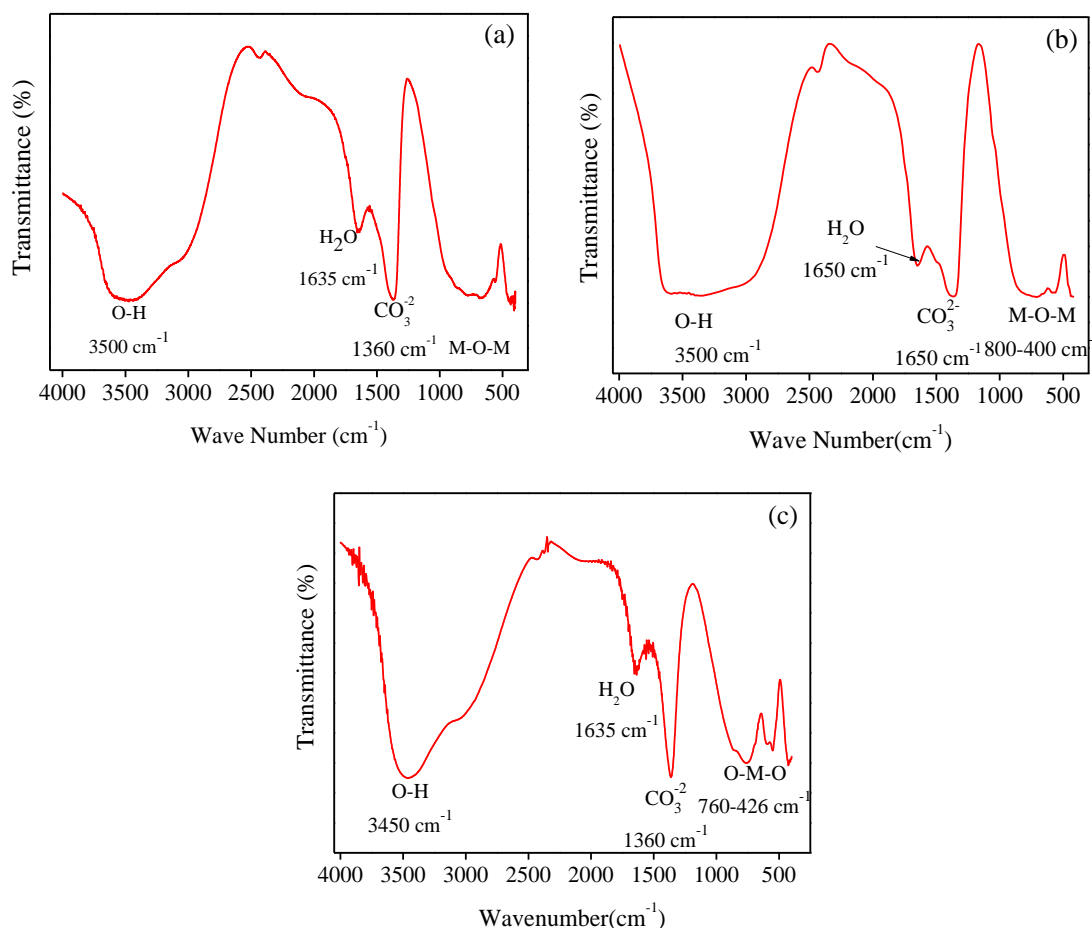 (a)
Transmittance (%)
H₂O
1635 cm⁻¹
O-H
CO₃⁻²
3500 cm⁻¹
1360 cm⁻¹
M-O-M
4000 3500 3000 2500 2000 1500 1000 500
Wave Number (cm⁻¹)
(b)
Transmittance (%)
H₂O
1650 cm⁻¹
O-H
CO₃²⁻
M-O-M
3500 cm⁻¹
1650 cm⁻¹
800-400 cm⁻¹
4000 3500 3000 2500 2000 1500 1000 500
Wave Number(cm⁻¹)
(c)
Transmittance (%)
H₂O
1635 cm⁻¹
O-H
CO₃⁻²
O-M-O
3450 cm⁻¹
760-426 cm⁻¹
1360 cm⁻¹
4000 3500 3000 2500 2000 1500 1000 500
Wavenumber(cm⁻¹)